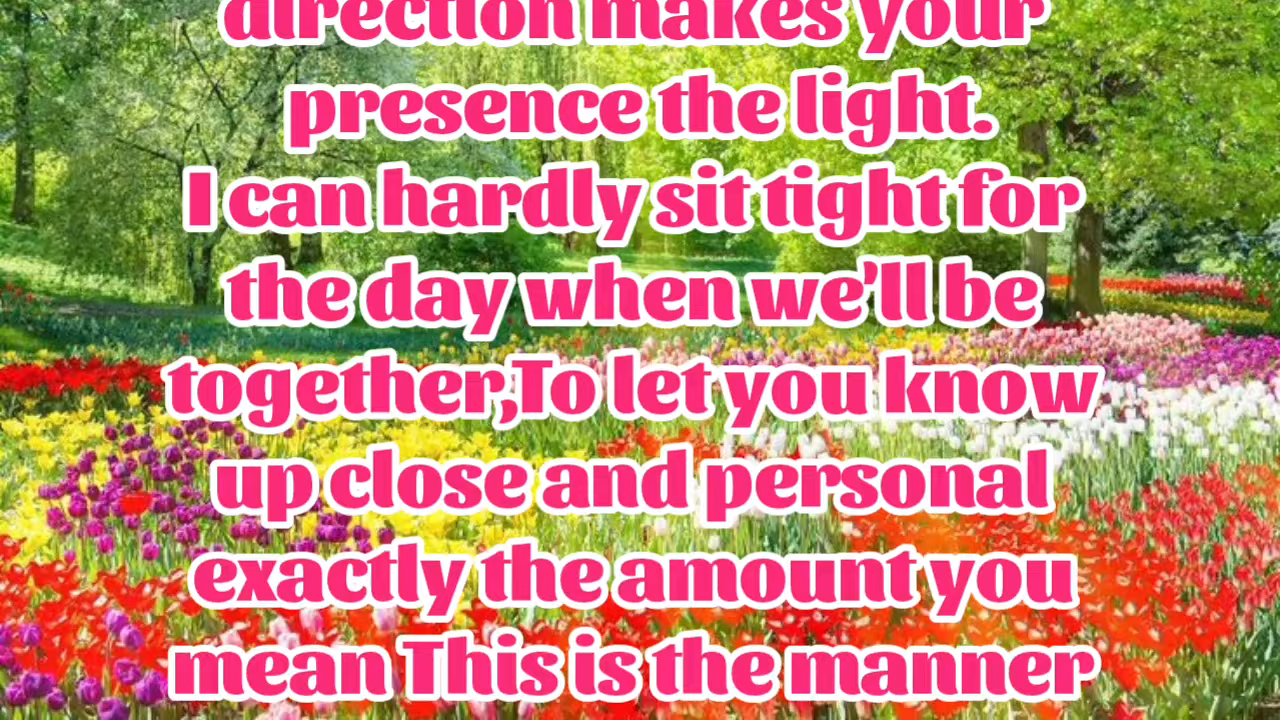 direction makes your
presence the light.
I can hardly sit tight for
the day when we'll be
together,To let you know
up close and personal
exactly the amount you
mean This is the manner